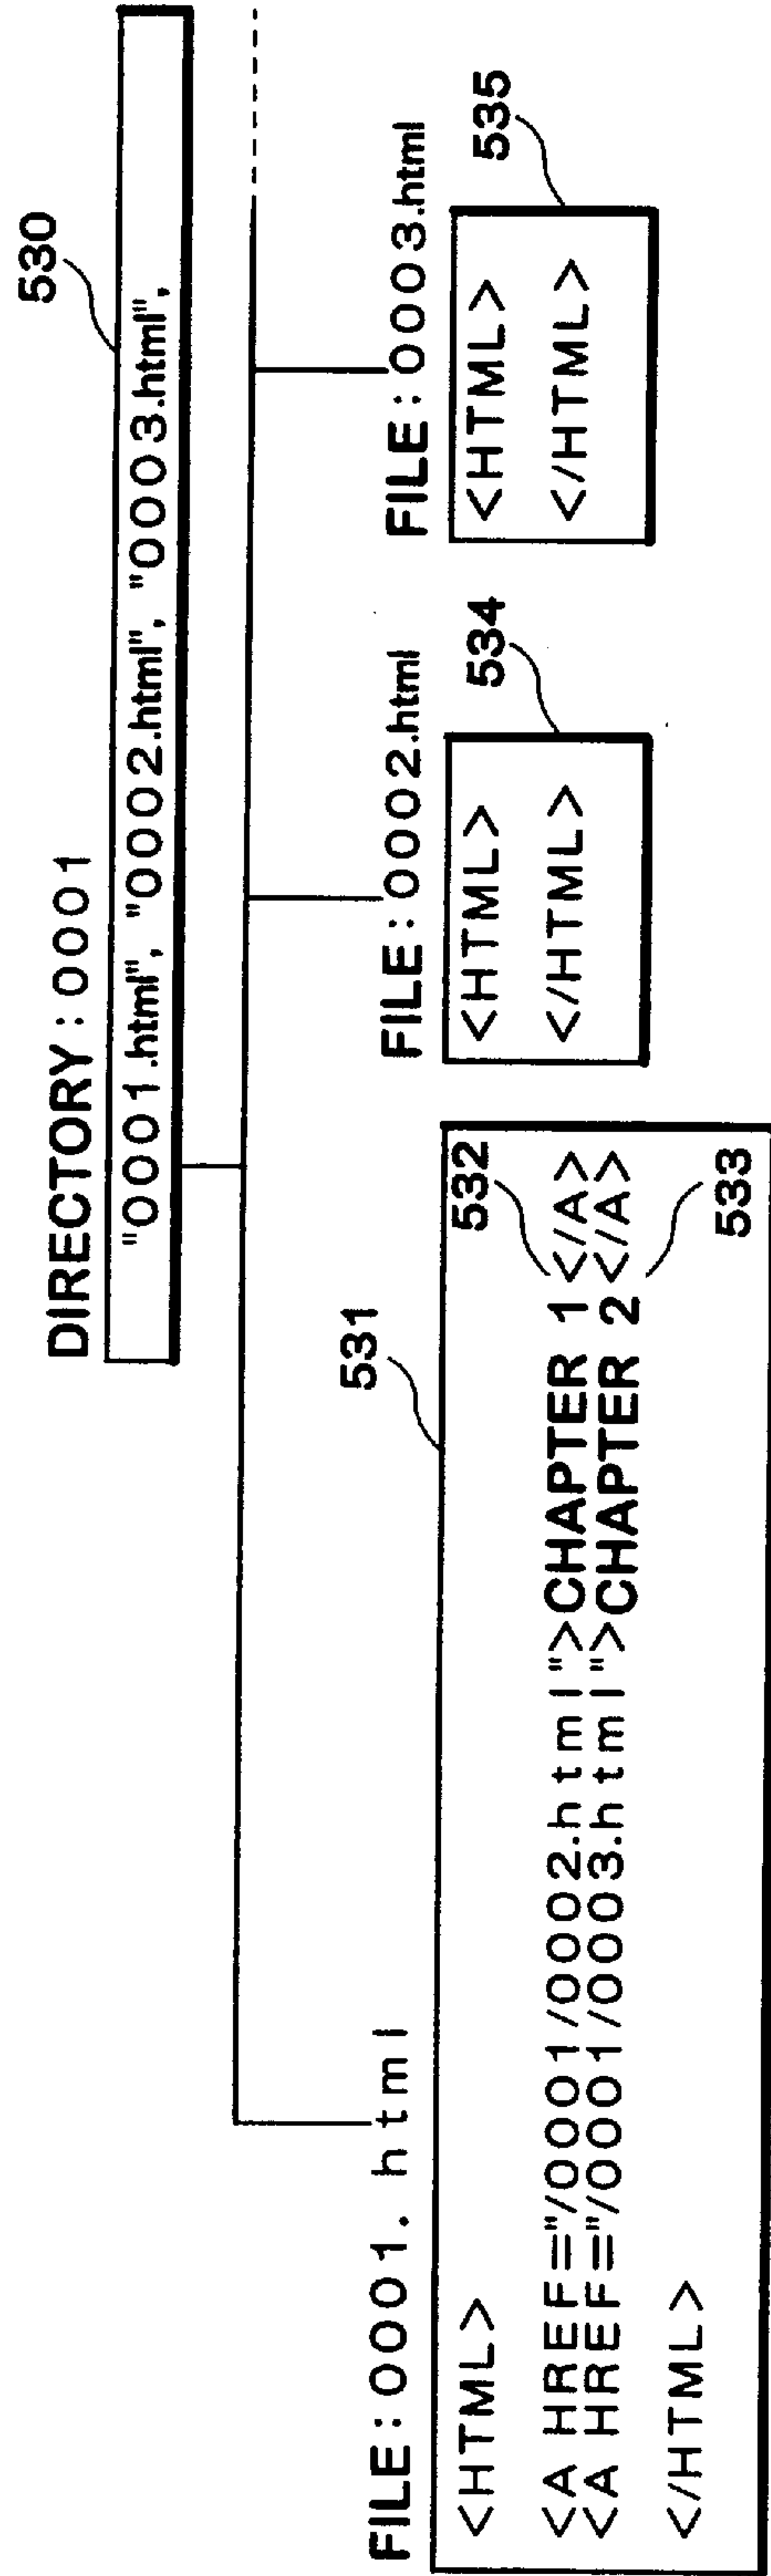 DIRECTORY:0001
530
"0001.html", "0002.html", "0003.html",
FILE:0001.html
531
<HTML>
532
<A HREF="/0001/0002.html">CHAPTER 1</A>
<A HREF="/0001/0003.html">CHAPTER 2</A>
533
</HTML>
FILE:0002.html
534
<HTML>
</HTML>
FILE:0003.html
535
<HTML>
</HTML>